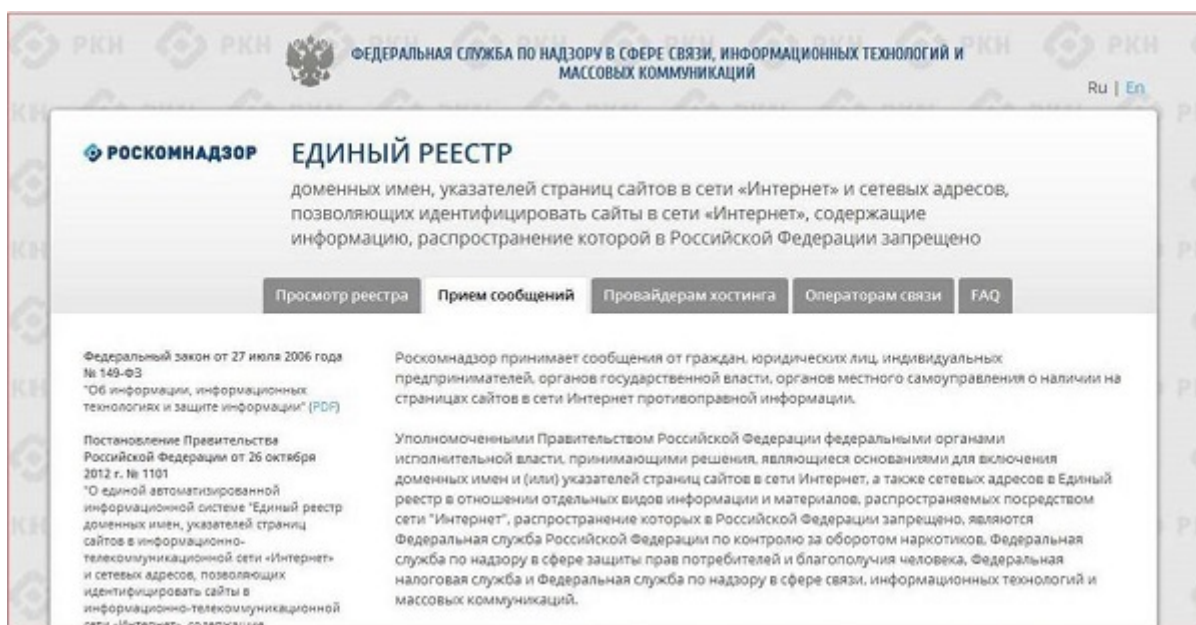 ФЕДЕРАЛЬНАЯ СЛУЖБА ПО НАДЗОРУ В СФЕРЕ СВЯЗИ, ИНФОРМАЦИОННЫХ ТЕХНОЛОГИЙ И
МАССОВЫХ КОММУНИКАЦИЙ
Ru | En
РОСКОМНАДЗОР
ЕДИНЫЙ РЕЕСТР
доменных имен, указателей страниц сайтов в сети «Интернет» и сетевых адресов,
позволяющих идентифицировать сайты в сети «Интернет», содержащие
информацию, распространение которой в Российской Федерации запрещено
Просмотр реестра Прием сообщений Провайдерам хостинга Операторам связи FAQ
Федеральный закон от 27 июля 2006 года
№ 149-ФЗ
"Об информации, информационных
технологиях и защите информации" (PDF)
Постановление Правительства
Российской Федерации от 26 октября
2012 г. № 1101
"О единой автоматизированной
информационной системе "Единый реестр
доменных имен, указателей страниц
сайтов в информационно-
телекоммуникационной сети «Интернет»
и сетевых адресов, позволяющих
идентифицировать сайты в
информационно-телекоммуникационной
сети «Интернет», содержащие
Роскомнадзор принимает сообщения от граждан, юридических лиц, индивидуальных
предпринимателей, органов государственной власти, органов местного самоуправления о наличии на
страницах сайтов в сети Интернет противоправной информации.
Уполномоченными Правительством Российской Федерации федеральными органами
исполнительной власти, принимающими решения, являющиеся основаниями для включения
доменных имен и (или) указателей страниц сайтов в сети Интернет, а также сетевых адресов в Единый
реестр в отношении отдельных видов информации и материалов, распространяемых посредством
сети "Интернет", распространение которых в Российской Федерации запрещено, являются
Федеральная служба Российской Федерации по контролю за оборотом наркотиков, Федеральная
служба по надзору в сфере защиты прав потребителей и благополучия человека, Федеральная
налоговая служба и Федеральная служба по надзору в сфере связи, информационных технологий и
массовых коммуникаций.